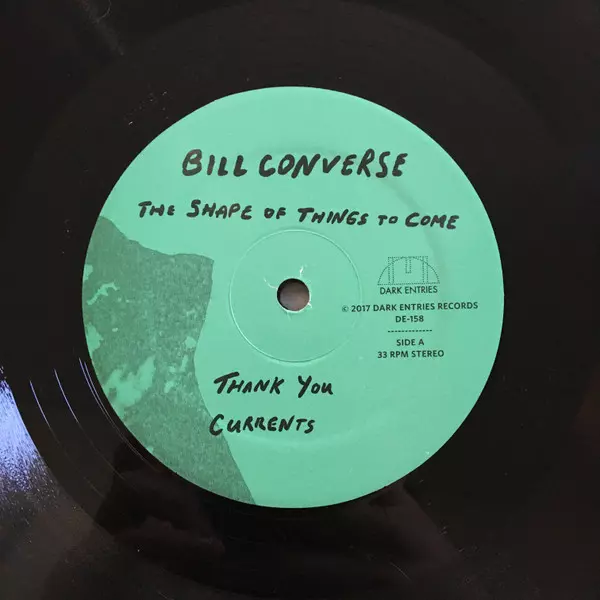 BILL CONVERSE
THE SHAPE OF THINGS TO COME
DARK ENTRIES
© 2017 DARK ENTRIES RECORDS
DE-158
-------------
SIDE A
33 RPM STEREO
THANK YOU
CURRENTS